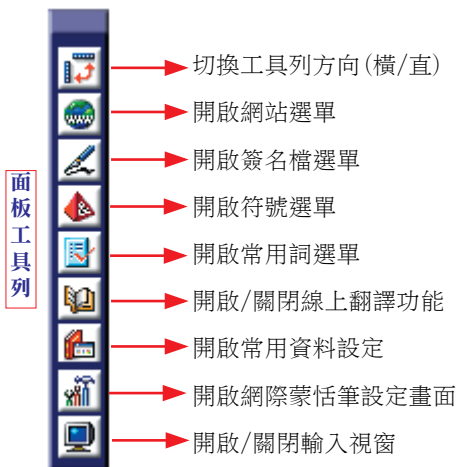 切換工具列方向(橫/直)
開啟網站選單
開啟簽名檔選單
開啟符號選單
開啟常用詞選單
開啟/關閉線上翻譯功能
開啟常用資料設定
開啟網際蒙恬筆設定畫面
開啟/關閉輸入視窗
面板工具列